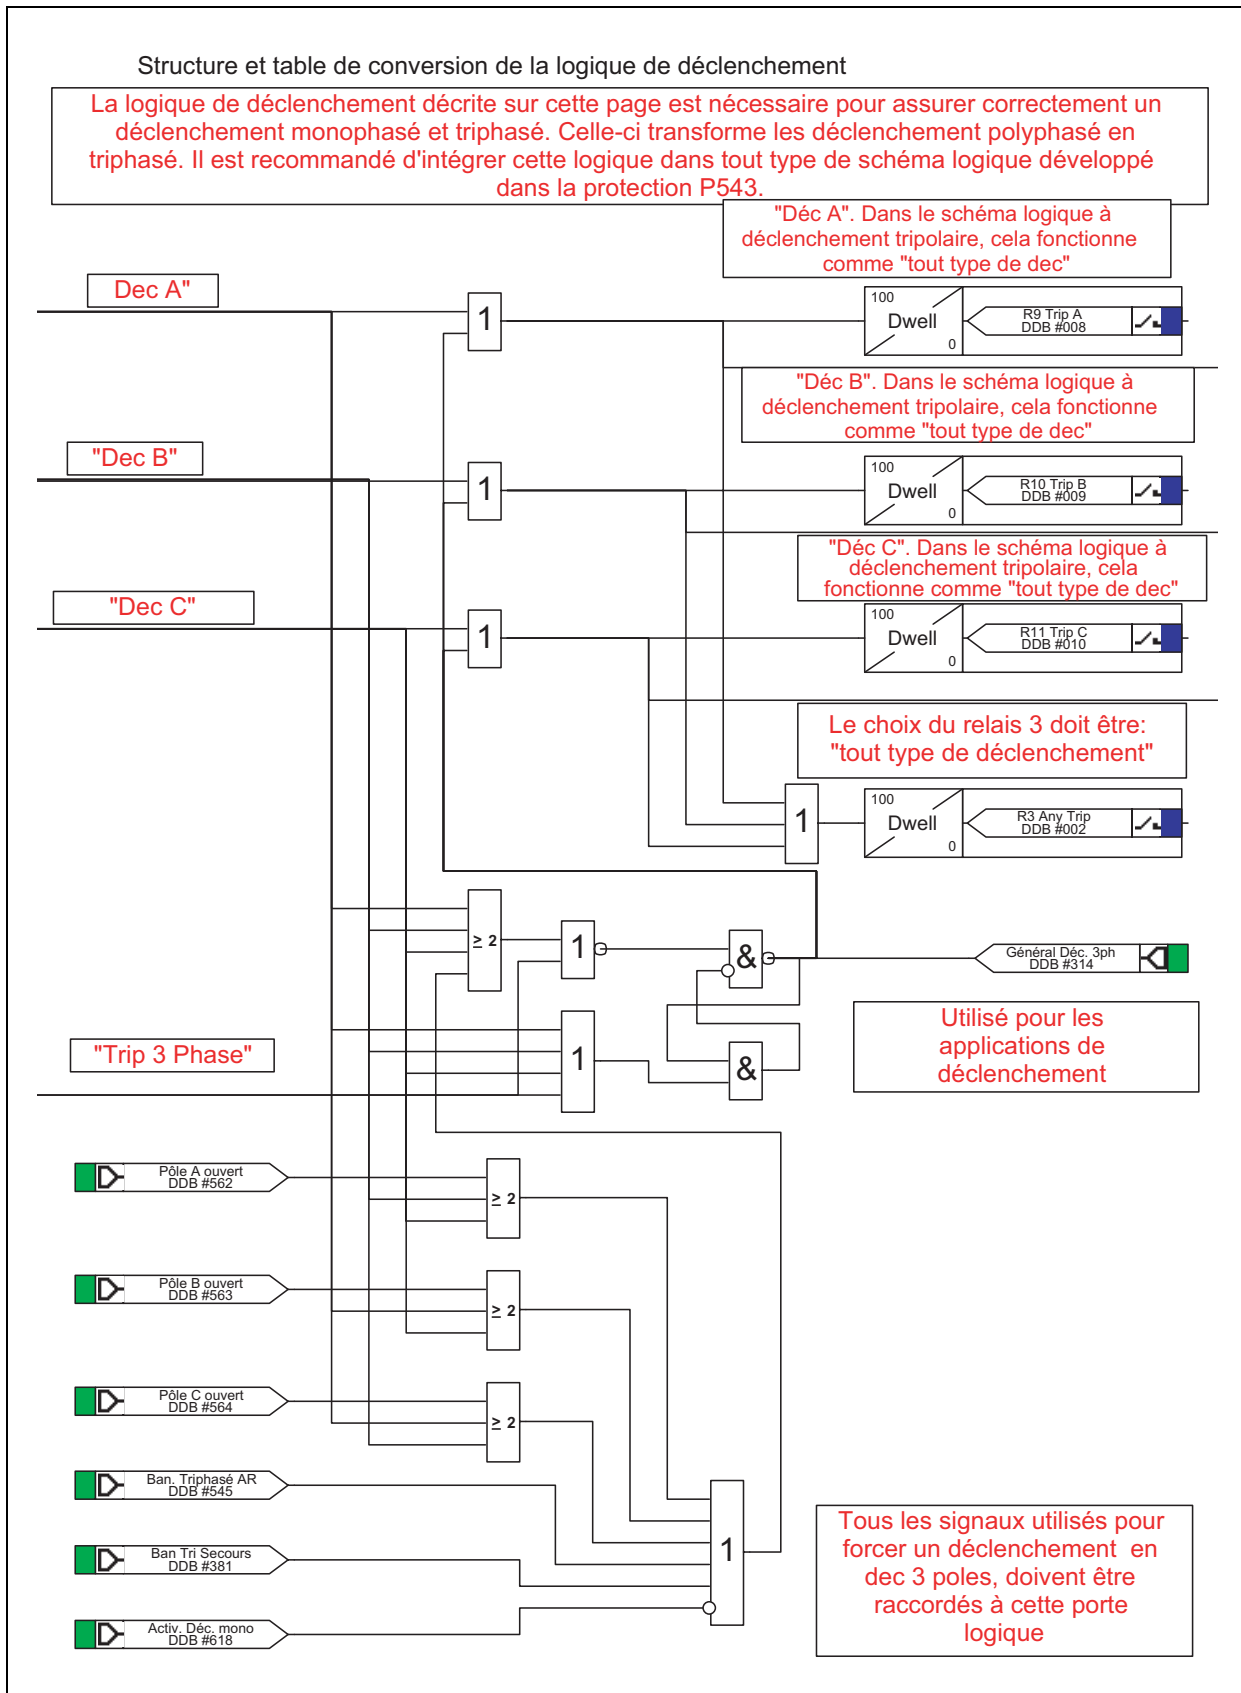 Structure et table de conversion de la logique de déclenchement
La logique de déclenchement décrite sur cette page est nécessaire pour assurer correctement un
déclenchement monophasé et triphasé. Celle-ci transforme les déclenchement polyphasé en
triphasé. Il est recommandé d'intégrer cette logique dans tout type de schéma logique développé
dans la protection P543.
"Déc A". Dans le schéma logique à
déclenchement tripolaire, cela fonctionne
comme "tout type de dec"
Dec A"
1
100
Dwell
0
R9 Trip A
DDB #008
"Déc B". Dans le schéma logique à
déclenchement tripolaire, cela fonctionne
comme "tout type de dec"
"Dec B"
1
100
Dwell
0
R10 Trip B
DDB #009
"Déc C". Dans le schéma logique à
déclenchement tripolaire, cela
fonctionne comme "tout type de dec"
"Dec C"
1
100
Dwell
0
R11 Trip C
DDB #010
Le choix du relais 3 doit être:
"tout type de déclenchement"
1
100
Dwell
0
R3 Any Trip
DDB #002
≥ 2
1
&
Général Déc. 3ph
DDB #314
Utilisé pour les
applications de
déclenchement
"Trip 3 Phase"
1
&
Pôle A ouvert
DDB #562
≥ 2
Pôle B ouvert
DDB #563
≥ 2
Pôle C ouvert
DDB #564
≥ 2
Ban. Triphasé AR
DDB #545
Ban Tri Secours
DDB #381
Activ. Déc. mono
DDB #618
1
Tous les signaux utilisés pour
forcer un déclenchement en
dec 3 poles, doivent être
raccordés à cette porte
logique